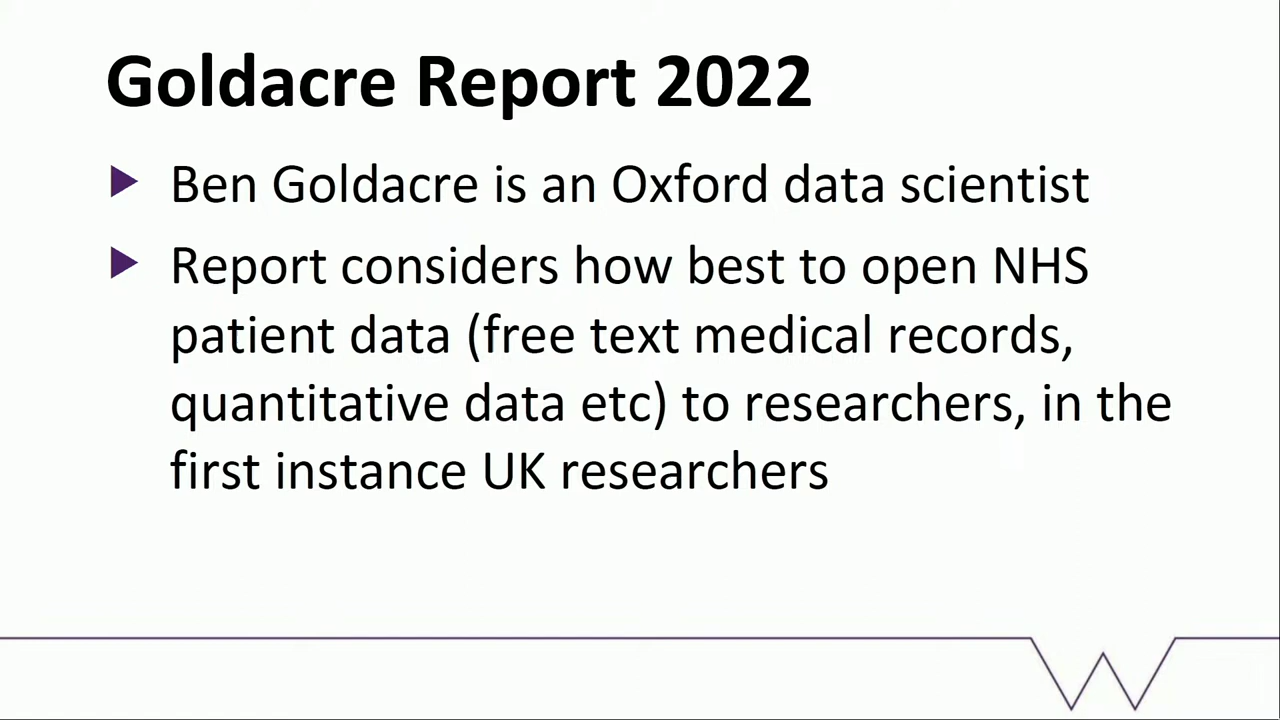 Goldacre Report 2022
Ben Goldacre is an Oxford data scientist
Report considers how best to open NHS
patient data (free text medical records,
quantitative data etc) to researchers, in the
first instance UK researchers